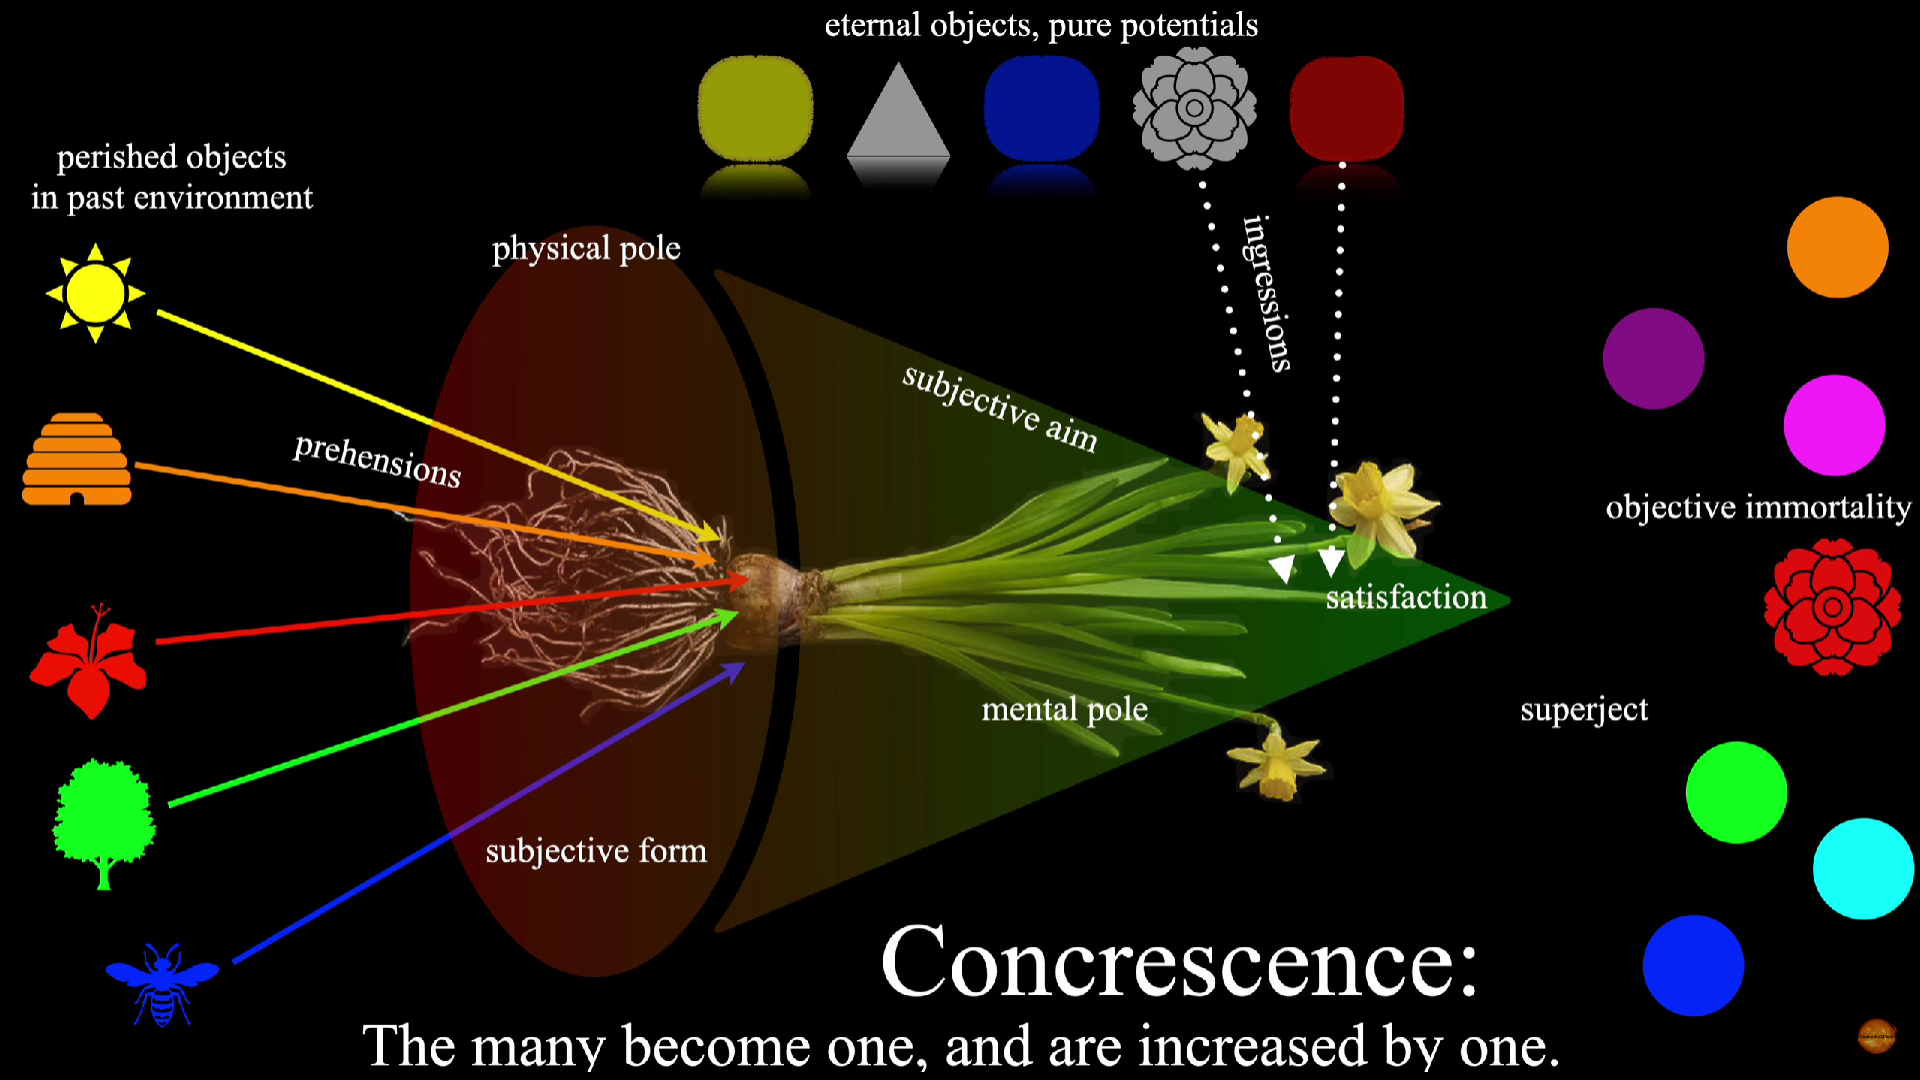 eternal objects, pure potentials
perished objects
in past environment
physical pole
ingressions
subjective aim
prehensions
objective immortality
satisfaction
mental pole
superject
subjective form
Concrescence:
The many become one, and are increased by one.